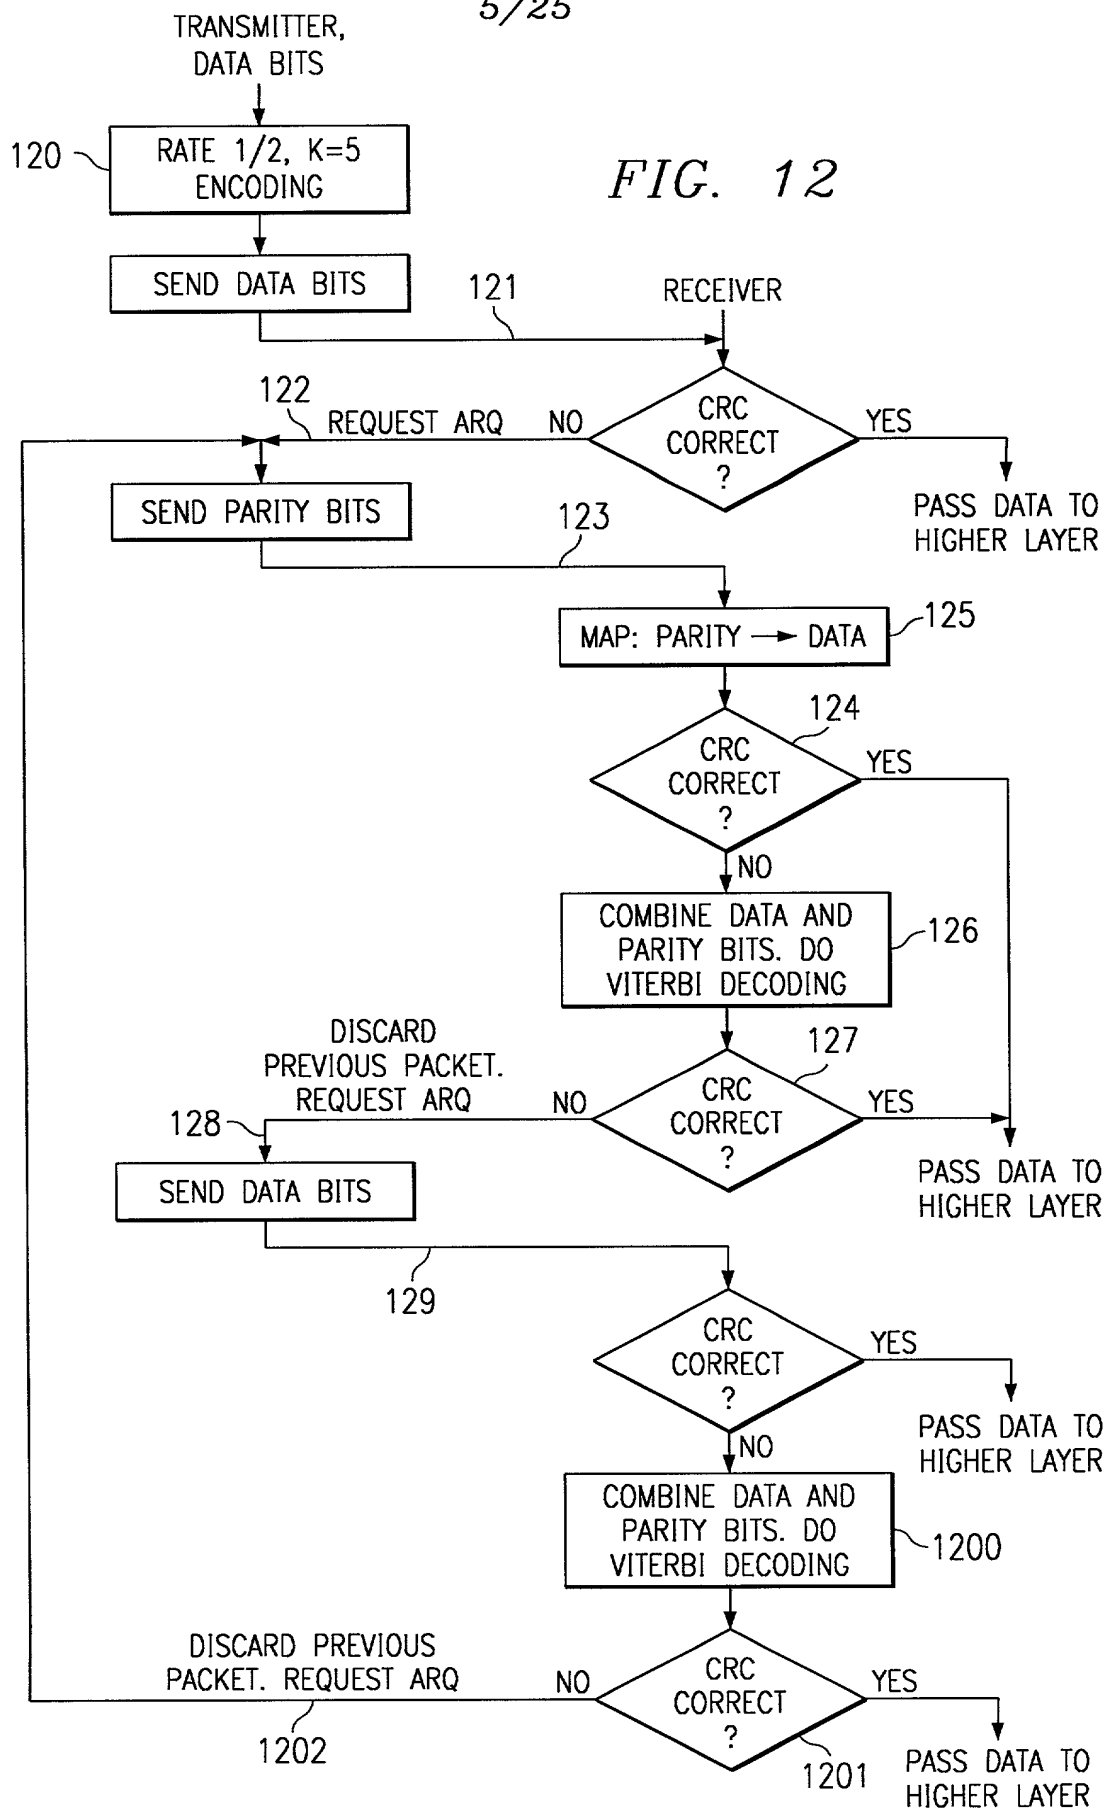 5/25
TRANSMITTER,
DATA BITS
120
RATE 1/2, K=5
ENCODING
FIG. 12
SEND DATA BITS
121
RECEIVER
122
REQUEST ARQ
NO
CRC
CORRECT
?
YES
PASS DATA TO
HIGHER LAYER
SEND PARITY BITS
123
MAP: PARITY → DATA
125
124
CRC
CORRECT
?
YES
NO
COMBINE DATA AND
PARITY BITS. DO
VITERBI DECODING
126
DISCARD
PREVIOUS PACKET.
REQUEST ARQ
NO
127
CRC
CORRECT
?
YES
128
PASS DATA TO
HIGHER LAYER
SEND DATA BITS
129
CRC
CORRECT
?
YES
PASS DATA TO
HIGHER LAYER
NO
COMBINE DATA AND
PARITY BITS. DO
VITERBI DECODING
1200
DISCARD PREVIOUS
PACKET. REQUEST ARQ
NO
CRC
CORRECT
?
YES
1202
1201
PASS DATA TO
HIGHER LAYER